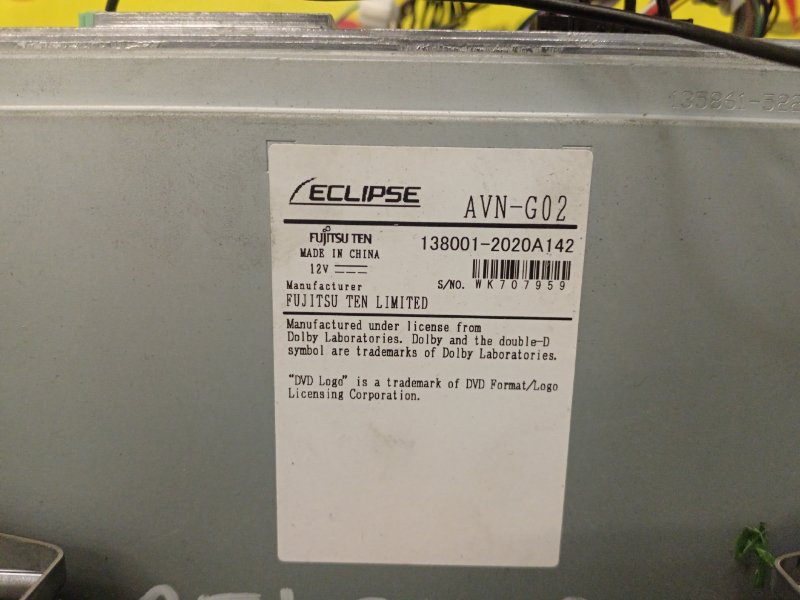 135861-522
ECLIPSE
AVN-G02
FUJITSU TEN
138001-2020A142
MADE IN CHINA
12V
Manufacturer
S/NO. WK707959
FUJITSU TEN LIMITED
Manufactured under license from
Dolby Laboratories. Dolby and the double-D
symbol are trademarks of Dolby Laboratories.
“DVD Logo” is a trademark of DVD Format/Logo
Licensing Corporation.